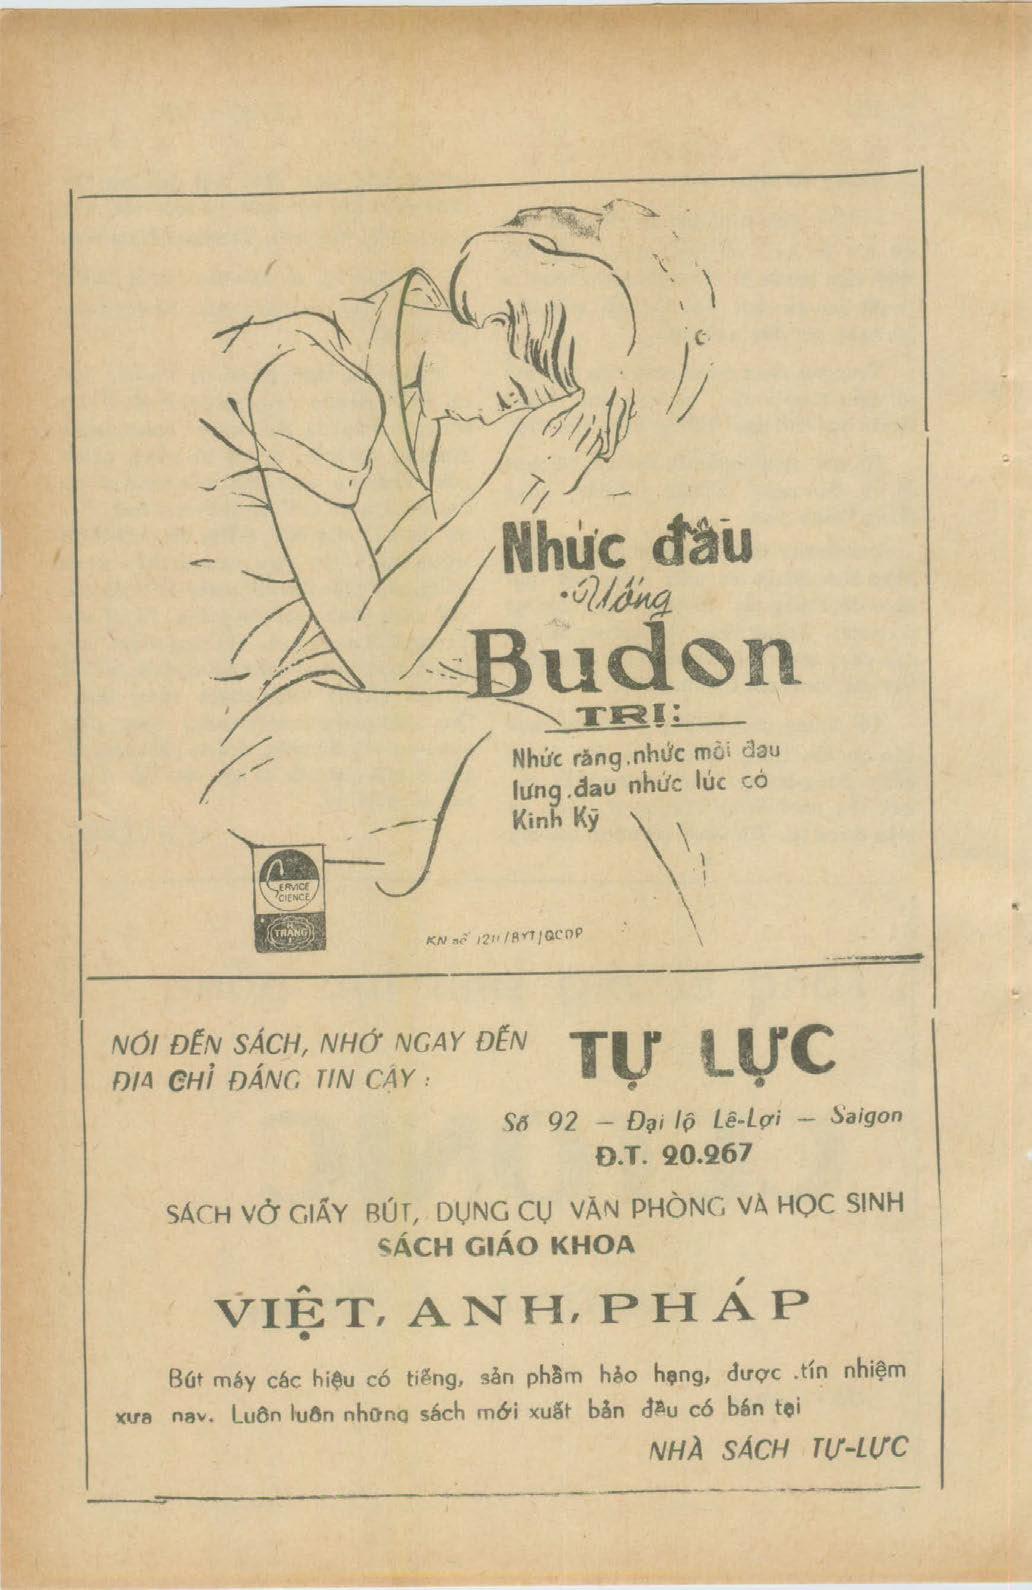 Nhức đầu
Uống
Budon
TRỊ:
Nhức răng, nhức mỏi đau
lưng, đau nhức lúc có
Kinh Kỳ
SERVICE
SCIENCE
TRANG
KN số /BYT/QCDP
NÓI ĐẾN SÁCH, NHỚ NGAY ĐẾN
ĐỊA CHỈ ĐÁNG TIN CẬY :
TỰ LỰC
Số 92 — Đại lộ Lê-Lợi — Saigon
Đ.T. 20.267
SÁCH VỞ GIẤY BÚT, DỤNG CỤ VĂN PHÒNG VÀ HỌC SINH
SÁCH GIÁO KHOA
VIỆT, ANH, PHÁP
Bút máy các hiệu có tiếng, sản phẩm hảo hạng, được .tín nhiệm
xưa nay. Luôn luôn những sách mới xuất bản đều có bán tại
NHÀ SÁCH TỰ-LỰC